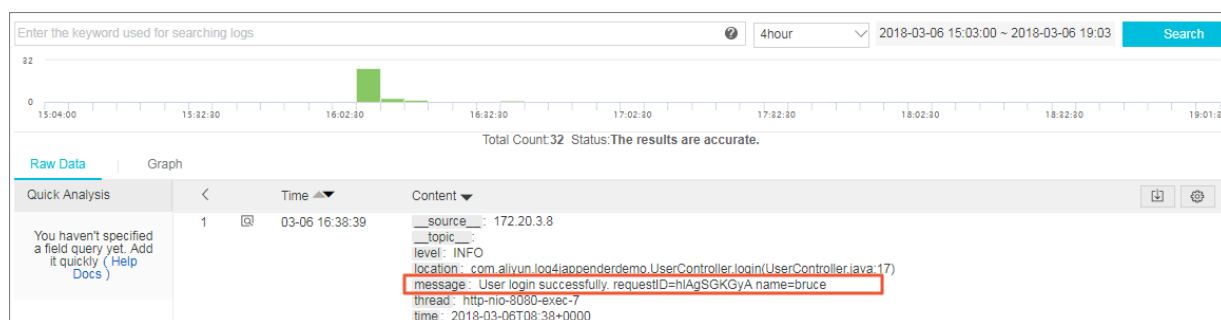 Enter the keyword used for searching logs
?
4hour
2018-03-06 15:03:00 ~ 2018-03-06 19:03
Search
32
0
15:04:00 15:32:30 16:02:30 16:32:30 17:02:30 17:32:30 18:02:30 18:32:30 19:01:3
Total Count:32 Status:The results are accurate.
Raw Data | Graph
Quick Analysis
< Time Content
You haven't specified
a field query yet. Add
it quickly ( Help
Docs )
1 03-06 16:38:39 __source__: 172.20.3.8
__topic__:
level: INFO
location: com.aliyun.log4jappenderdemo.UserController.login(UserController.java:17)
message: User login successfully. requestID=hlAgSGKGyA name=bruce
thread: http-nio-8080-exec-7
time: 2018-03-06T08:38+0000